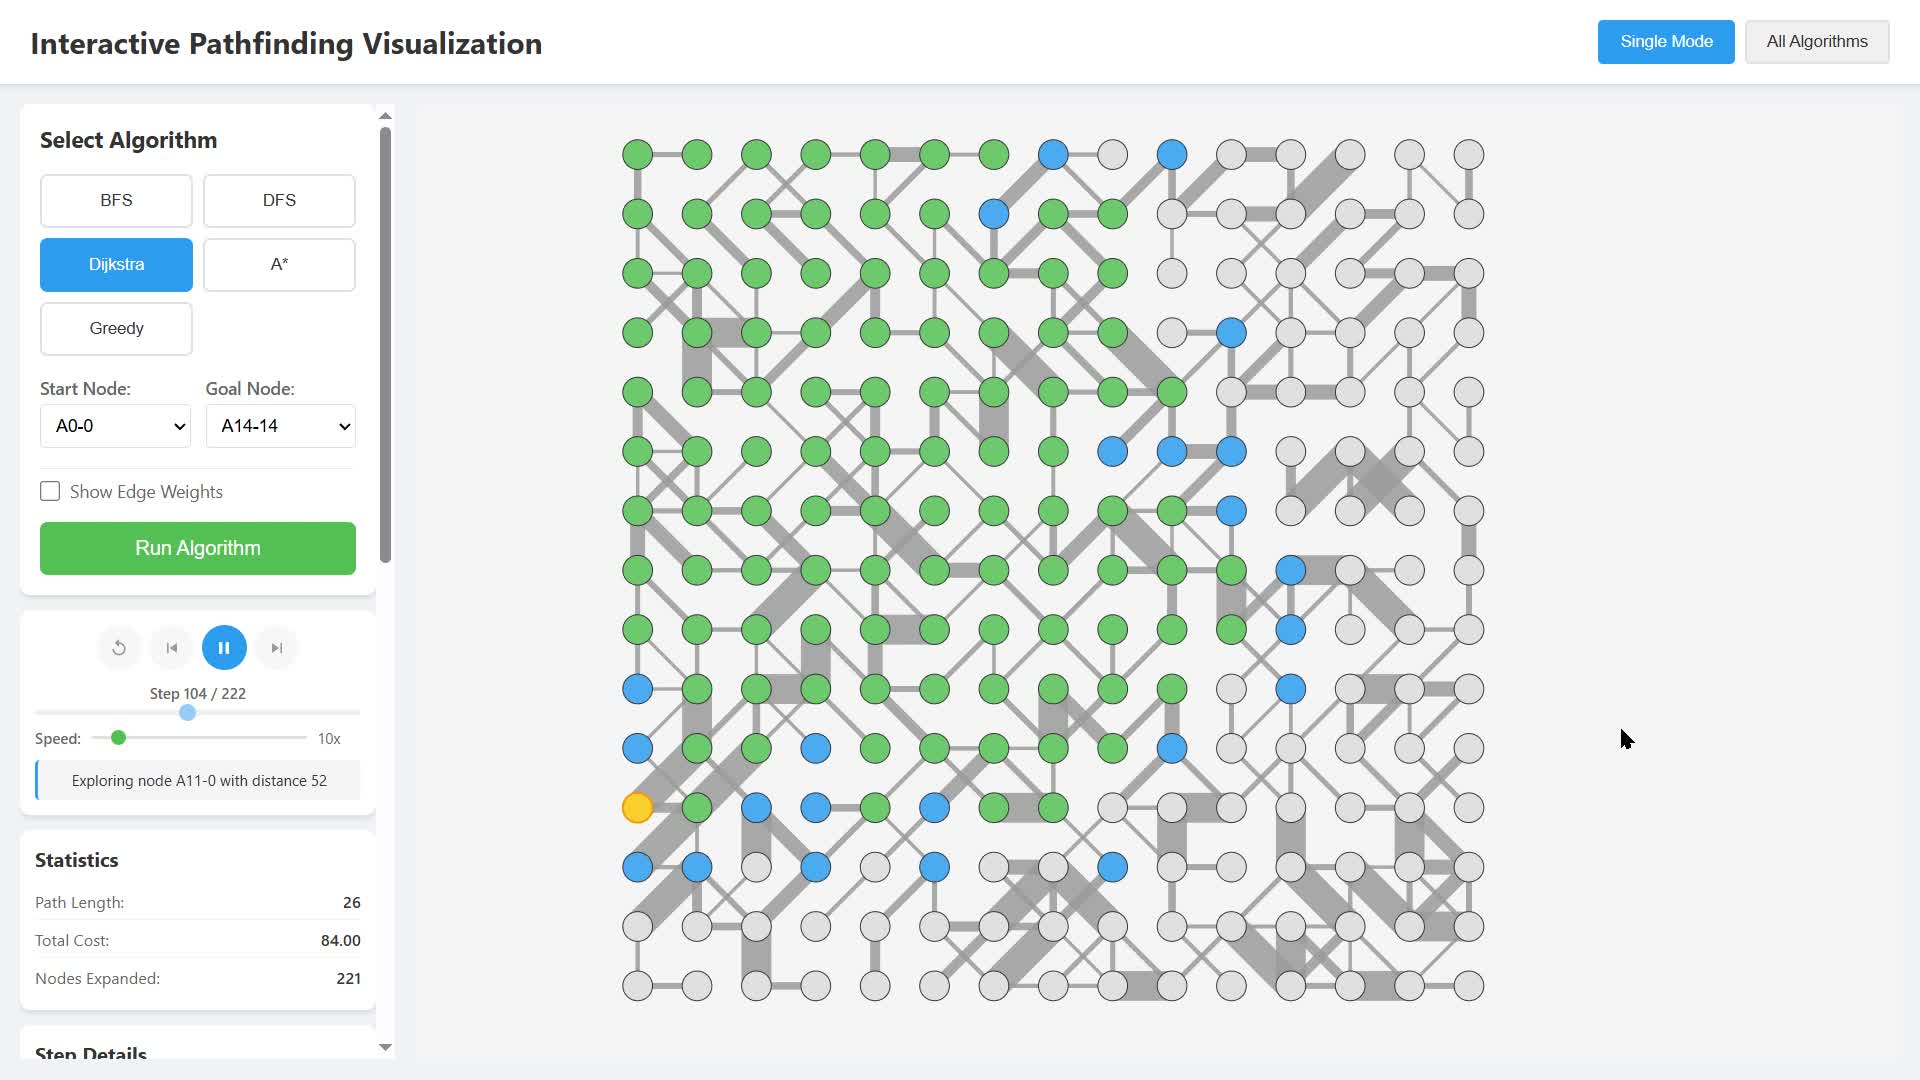 Interactive Pathfinding Visualization
Single Mode
All Algorithms
Select Algorithm
BFS
DFS
Dijkstra
A*
Greedy
Start Node:
Goal Node:
A0-0
A14-14
Show Edge Weights
Run Algorithm
Step 104 / 222
Speed:
10x
Exploring node A11-0 with distance 52
Statistics
Path Length:
26
Total Cost:
84.00
Nodes Expanded:
221
Step Details